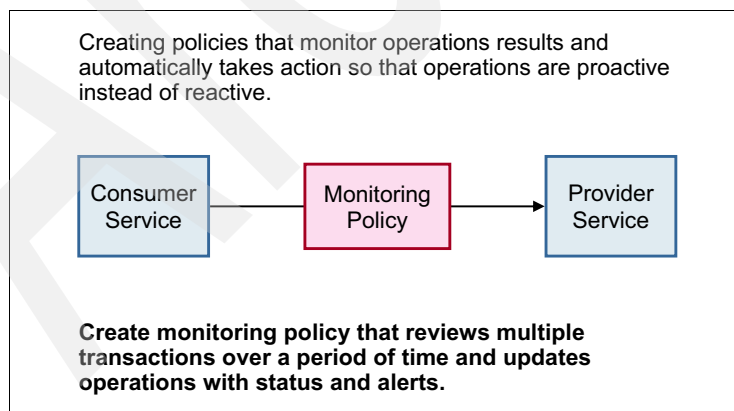 Creating policies that monitor operations results and
automatically takes action so that operations are proactive
instead of reactive.
Consumer
Service
Monitoring
Policy
Provider
Service
Create monitoring policy that reviews multiple
transactions over a period of time and updates
operations with status and alerts.